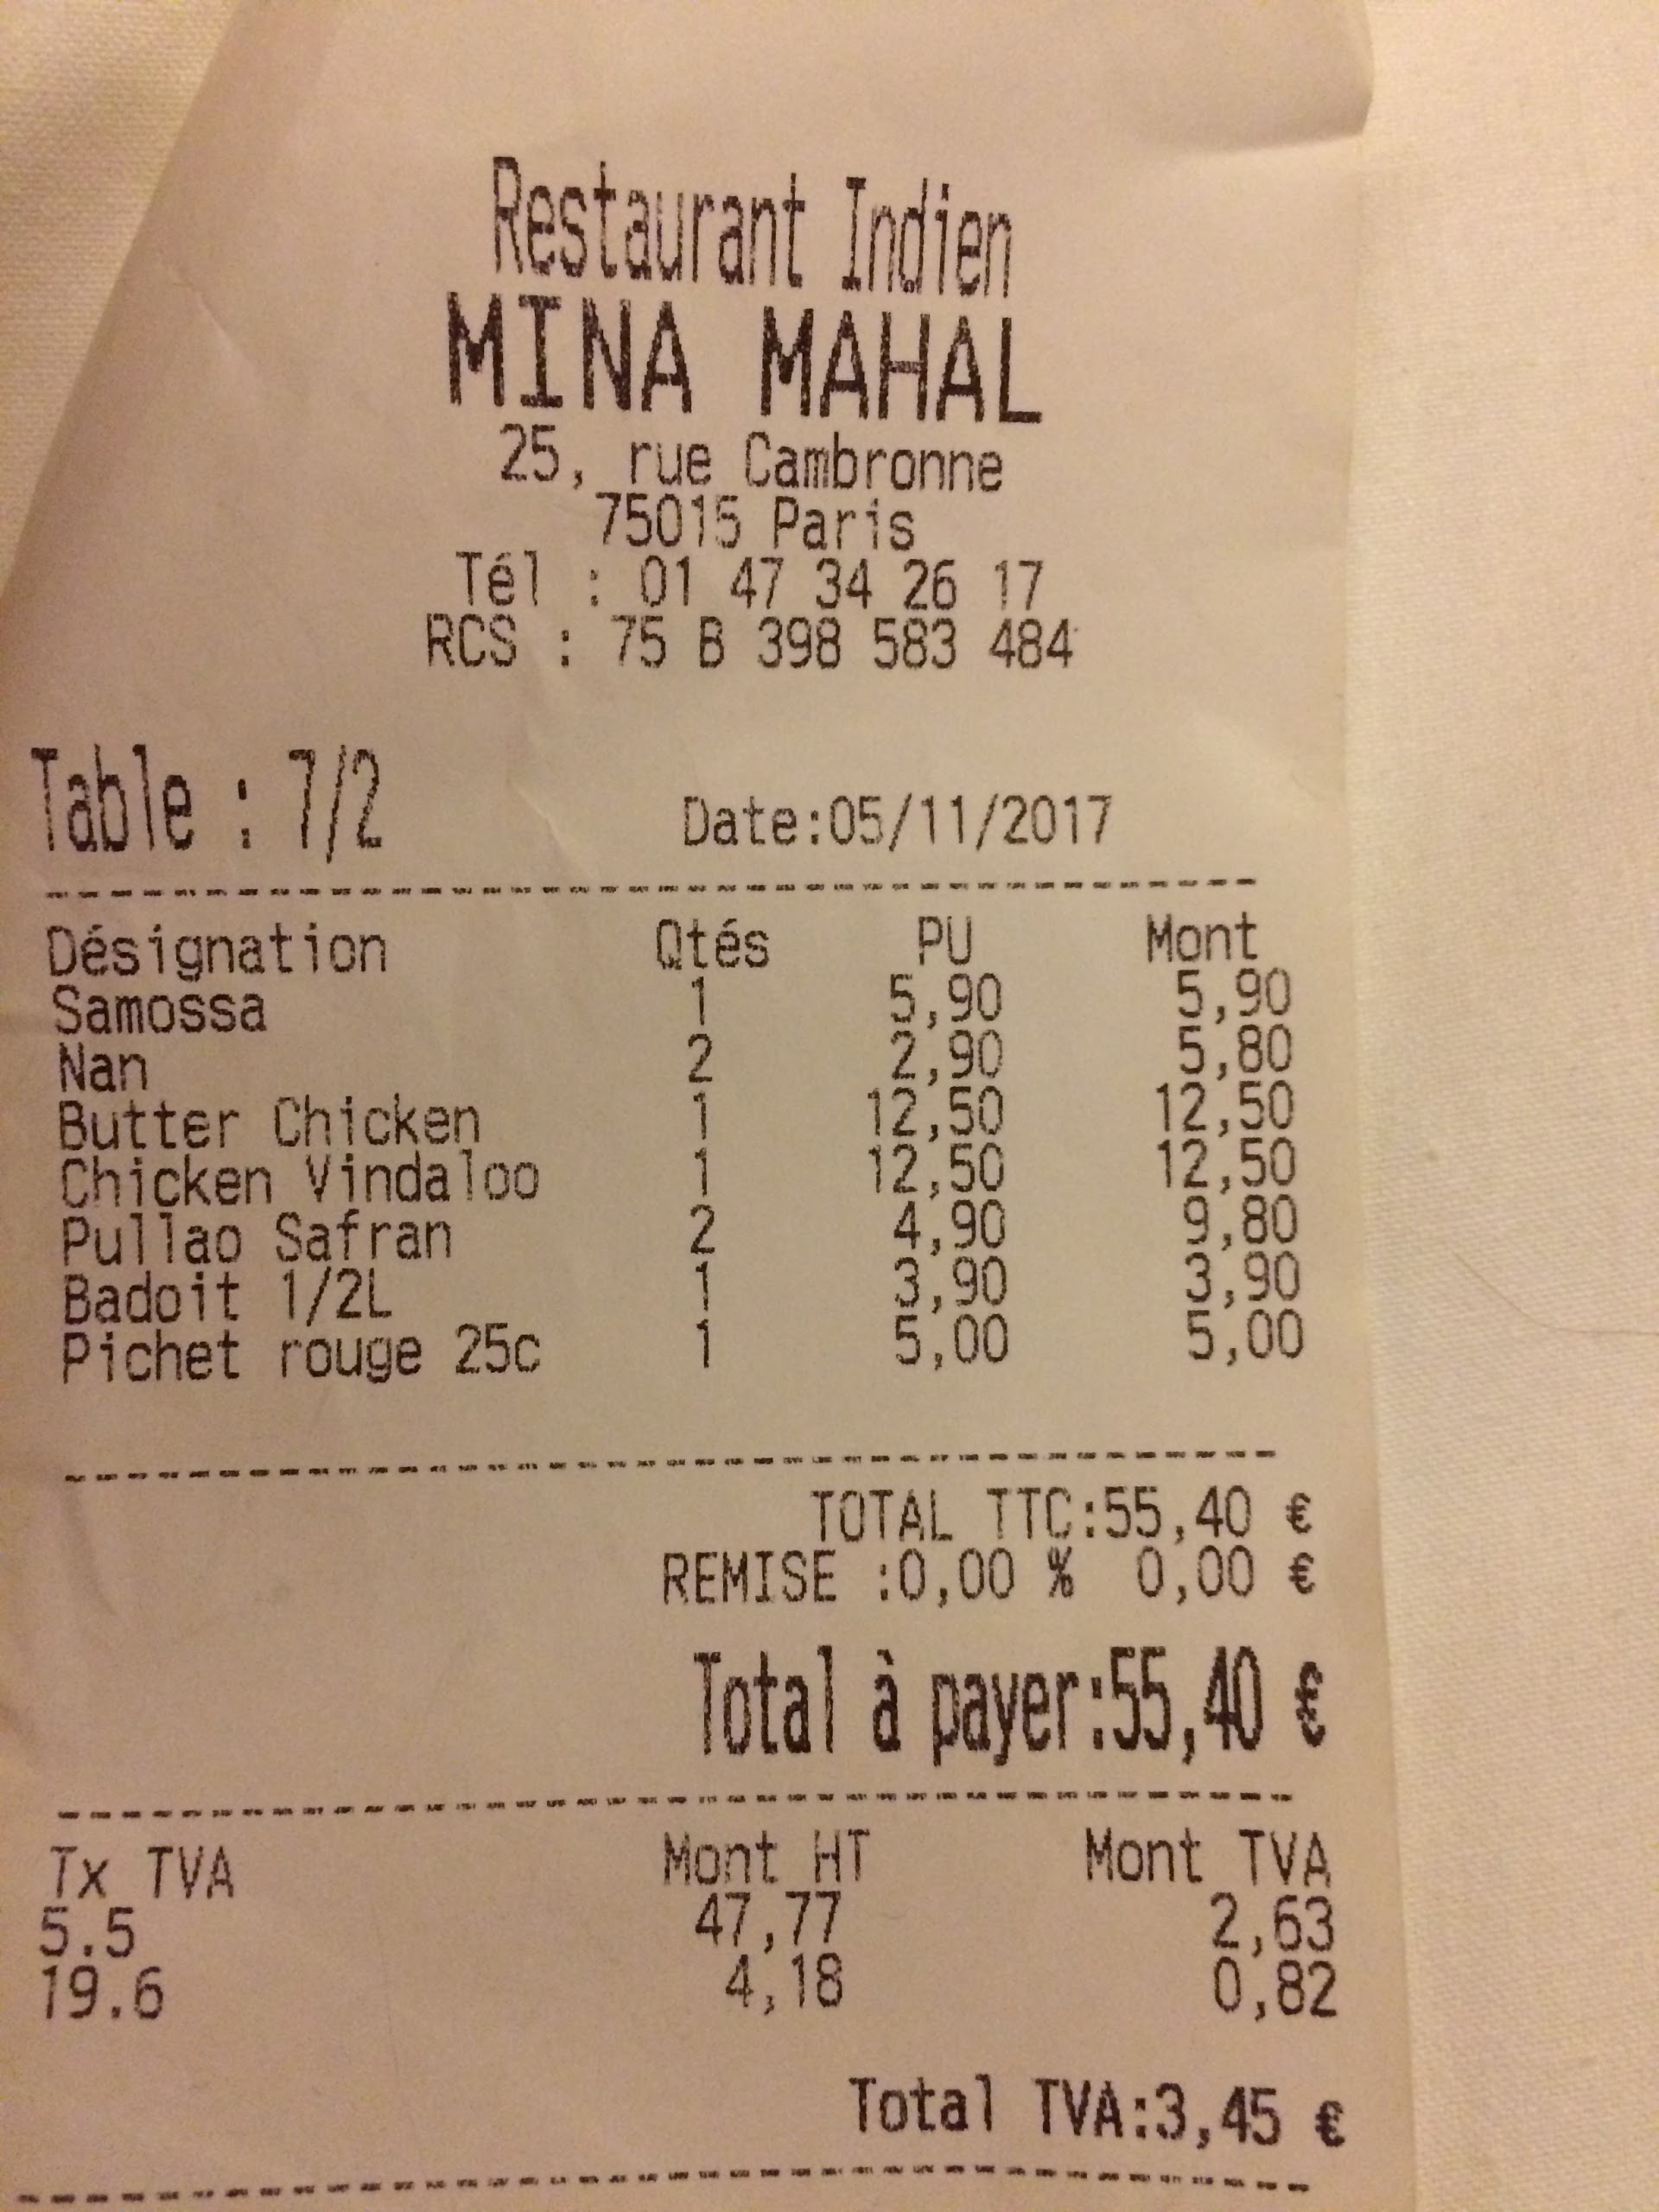 Restaurant Indien
MINA MAHAL
25, rue Cambronne
75015 Paris
Tél : 01 47 34 26 17
RCS : 75 B 398 583 484
Table : 7/2 Date:05/11/2017
Désignation Qtés PU Mont
Samossa 1 5,90 5,90
Nan 2 2,90 5,80
Butter Chicken 1 12,50 12,50
Chicken Vindaloo 1 12,50 12,50
Pullao Safran 2 4,90 9,80
Badoit 1/2L 1 3,90 3,90
Pichet rouge 25c 1 5,00 5,00
TOTAL TTC:55,40 €
REMISE :0,00 % 0,00 €
Total à payer:55,40 €
Tx TVA Mont HT Mont TVA
5.5 47,77 2,63
19.6 4,18 0,82
Total TVA:3,45 €